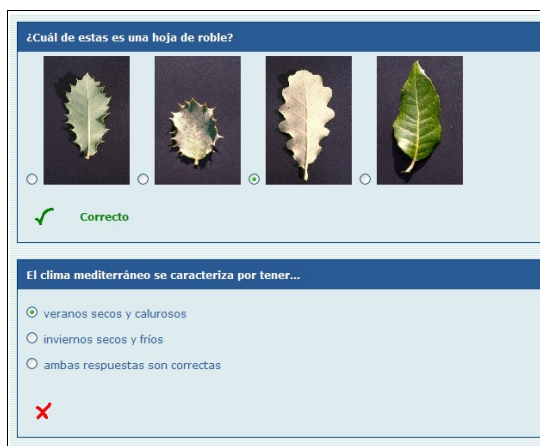 ¿Cuál de estas es una hoja de roble?
Correcto
El clima mediterráneo se caracteriza por tener...
veranos secos y calurosos
inviernos secos y fríos
ambas respuestas son correctas